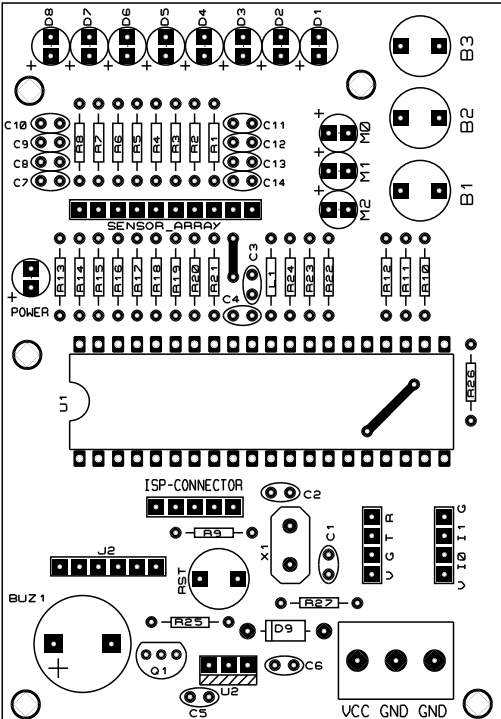 D8 D7 D6 D5 D4 D3 D2 D1
+ + + + + + + +
B3
C10 C11
C9 C12
C8 C13
C7 C14
R8 R7 R6 R5 R4 R3 R2 R1
+ M0
+ M1
+ M2
B2
B1
SENSOR_ARRAY
R13 R14 R15 R16 R17 R18 R19 R20 R21 C3 L1 R24 R23 R22 R12 R11 R10
C4
+
POWER
U1
R26
ISP-CONNECTOR
C2
R9
X1
C1
V G T R
V I0 I1 G
J2
RST
BUZ1
+
R25
R27
D9
Q1
U2
C6
C5
VCC GND GND